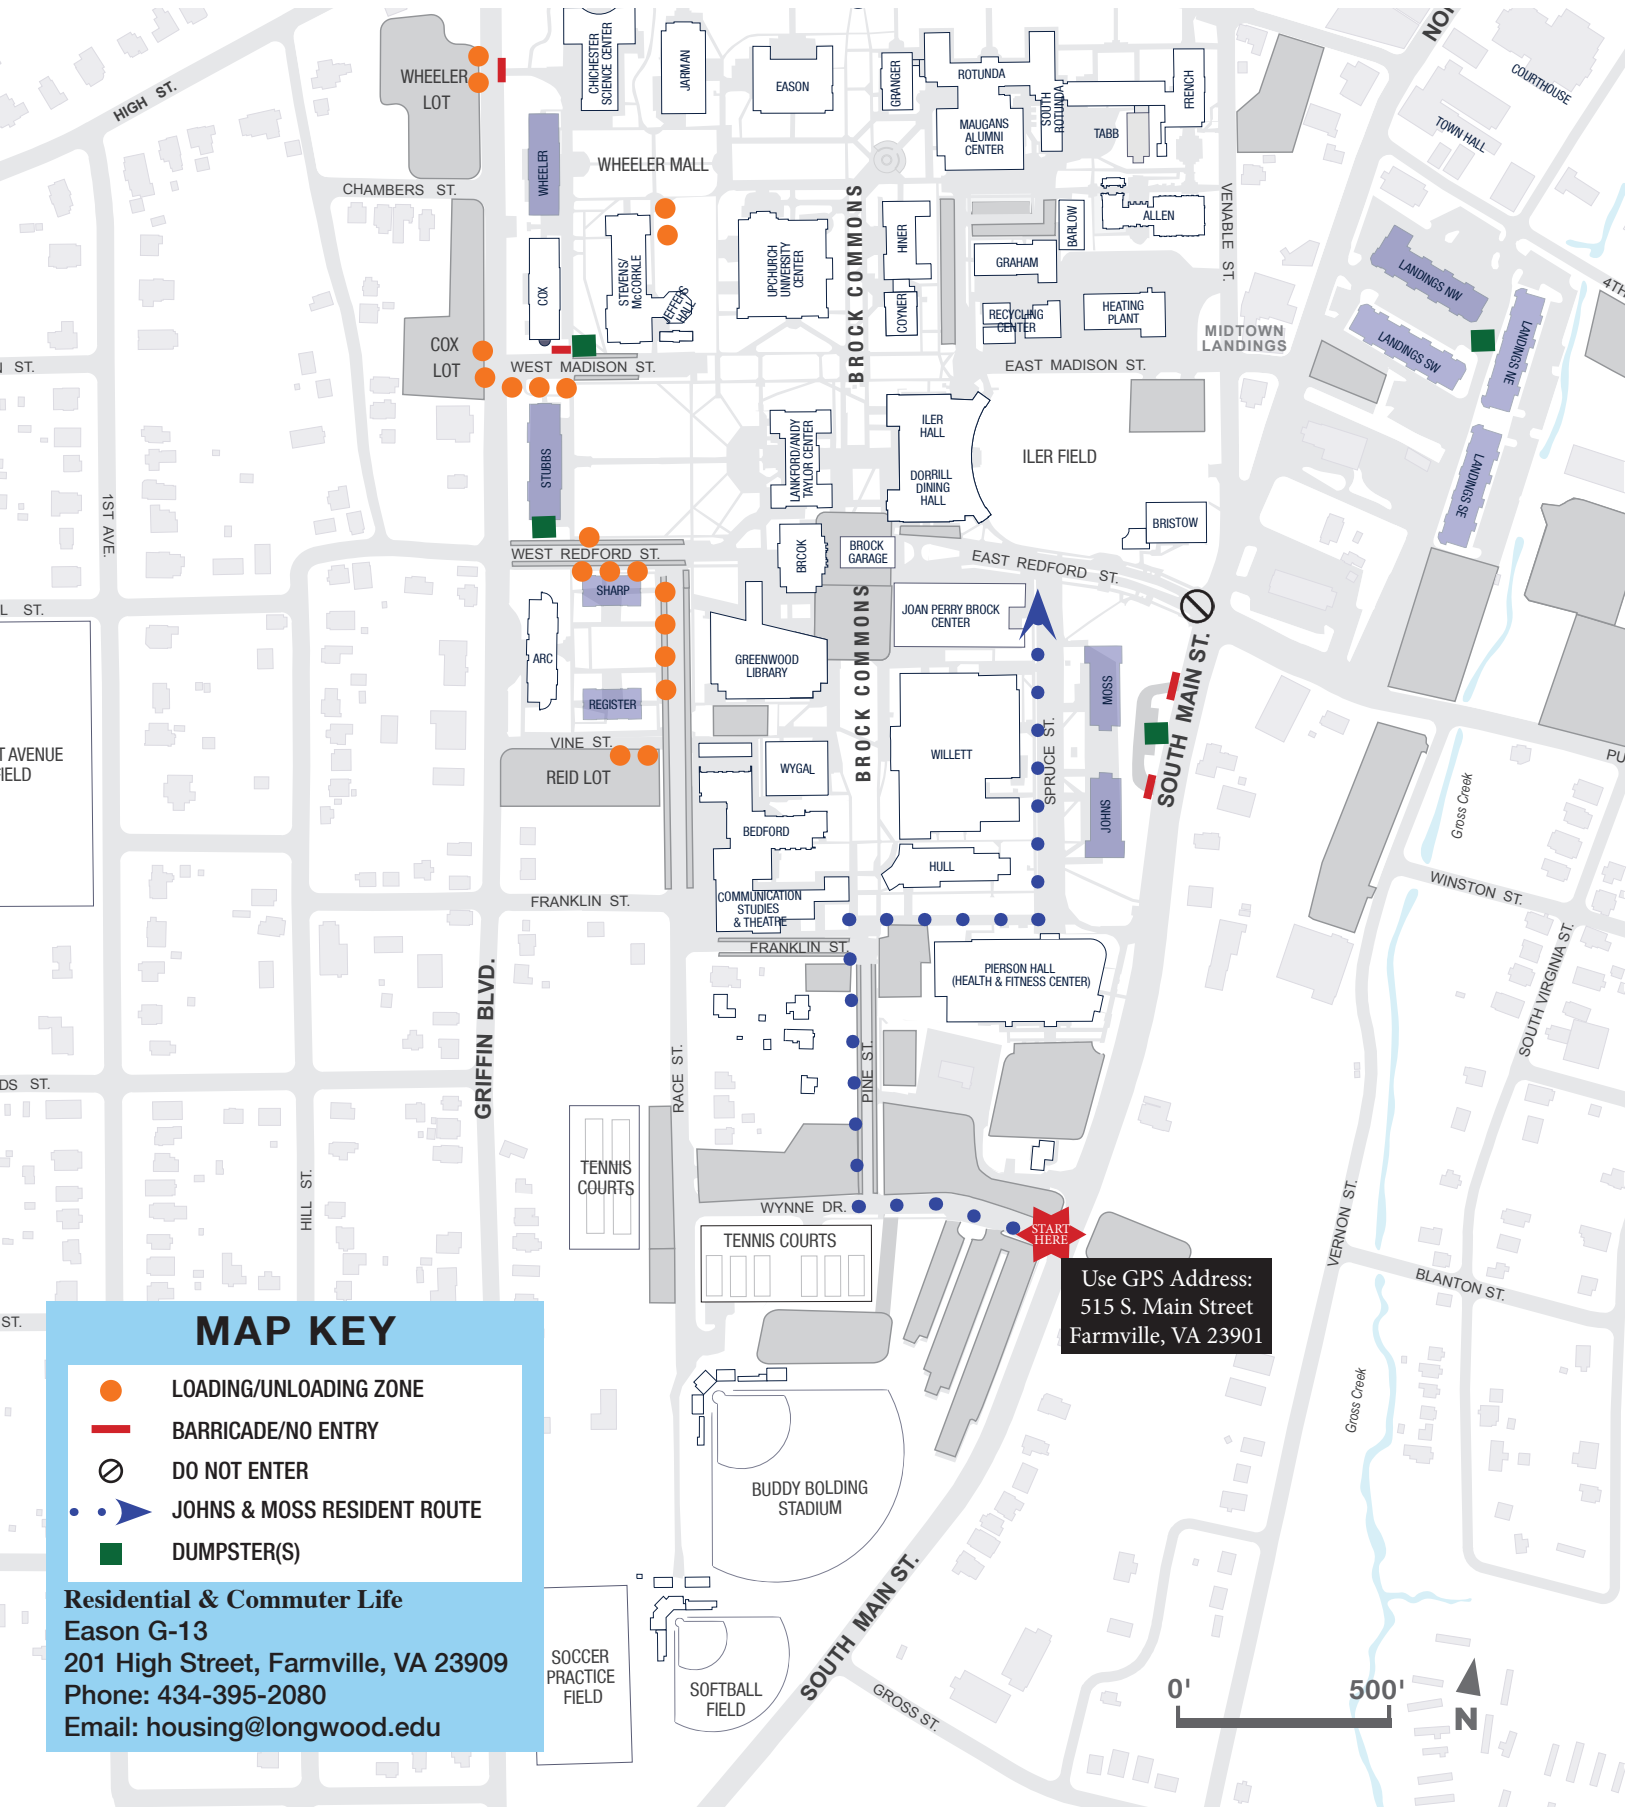 NOR
COURTHOUSE
TOWN HALL
HIGH ST.
WHEELER
LOT
CHICHESTER
SCIENCE CENTER
JARMAN
EASON
GRANGER
ROTUNDA
SOUTH
ROTUNDA
FRENCH
TABB
MAUGANS
ALUMNI
CENTER
WHEELER
WHEELER MALL
CHAMBERS ST.
BROCK COMMONS
VENABLE ST.
ALLEN
BARLOW
HINER
GRAHAM
COX
STEVENS/
McCORKLE
JEFFERS
HALL
UPCHURCH
UNIVERSITY
CENTER
COYNER
RECYCLING
CENTER
HEATING
PLANT
LANDINGS NW
LANDINGS SW
LANDINGS NE
LANDINGS SE
4TH
MIDTOWN
LANDINGS
COX
LOT
WEST MADISON ST.
EAST MADISON ST.
ST.
STUBBS
LANKFORD/ANDY
TAYLOR CENTER
ILER
HALL
DORRILL
DINING
HALL
ILER FIELD
1ST AVE.
BRISTOW
WEST REDFORD ST.
BRCOK
BROCK
GARAGE
EAST REDFORD ST.
SHARP
L ST.
ARC
GREENWOOD
LIBRARY
JOAN PERRY BROCK
CENTER
BROCK COMMONS
REGISTER
MOSS
SOUTH MAIN ST.
VINE ST.
REID LOT
T AVENUE
IELD
WYGAL
WILLETT
SPRUCE ST.
JOHNS
PU
Gross Creek
BEDFORD
HULL
WINSTON ST.
COMMUNICATION
STUDIES
& THEATRE
FRANKLIN ST.
FRANKLIN ST.
PIERSON HALL
(HEALTH & FITNESS CENTER)
SOUTH VIRGINIA ST.
GRIFFIN BLVD.
RACE ST.
PINE ST.
DS ST.
HILL ST.
TENNIS
COURTS
WYNNE DR.
TENNIS COURTS
START
HERE
VERNON ST.
BLANTON ST.
Use GPS Address:
515 S. Main Street
Farmville, VA 23901
ST.
Gross Creek
MAP KEY
LOADING/UNLOADING ZONE
BARRICADE/NO ENTRY
DO NOT ENTER
JOHNS & MOSS RESIDENT ROUTE
DUMPSTER(S)
Residential & Commuter Life
Eason G-13
201 High Street, Farmville, VA 23909
Phone: 434-395-2080
Email: housing@longwood.edu
BUDDY BOLDING
STADIUM
SOUTH MAIN ST.
SOCCER
PRACTICE
FIELD
SOFTBALL
FIELD
GROSS ST.
0'
500'
N